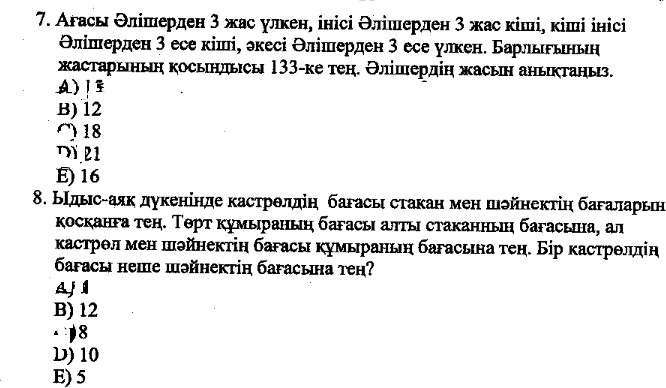 7. Ағасы Әлішерден 3 жас үлкен, інісі Әлішерден 3 жас кіші, кіші інісі
Әлішерден 3 есе кіші, әкесі Әлішерден 3 есе үлкен. Барлығының
жастарының қосындысы 133-ке тең. Әлішердің жасын анықтаңыз.
A)
B) 12
C) 18
D) 21
E) 16
8. Ыдыс-аяқ дүкенінде кастрөлдің бағасы стакан мен шәйнектің бағаларын
қосқанға тең. Төрт құмыраның бағасы алты стаканның бағасына, ал
кастрөл мен шәйнектің бағасы құмыраның бағасына тең. Бір кастрөлдің
бағасы неше шәйнектің бағасына тең?
A)
B) 12
8
D) 10
E) 5